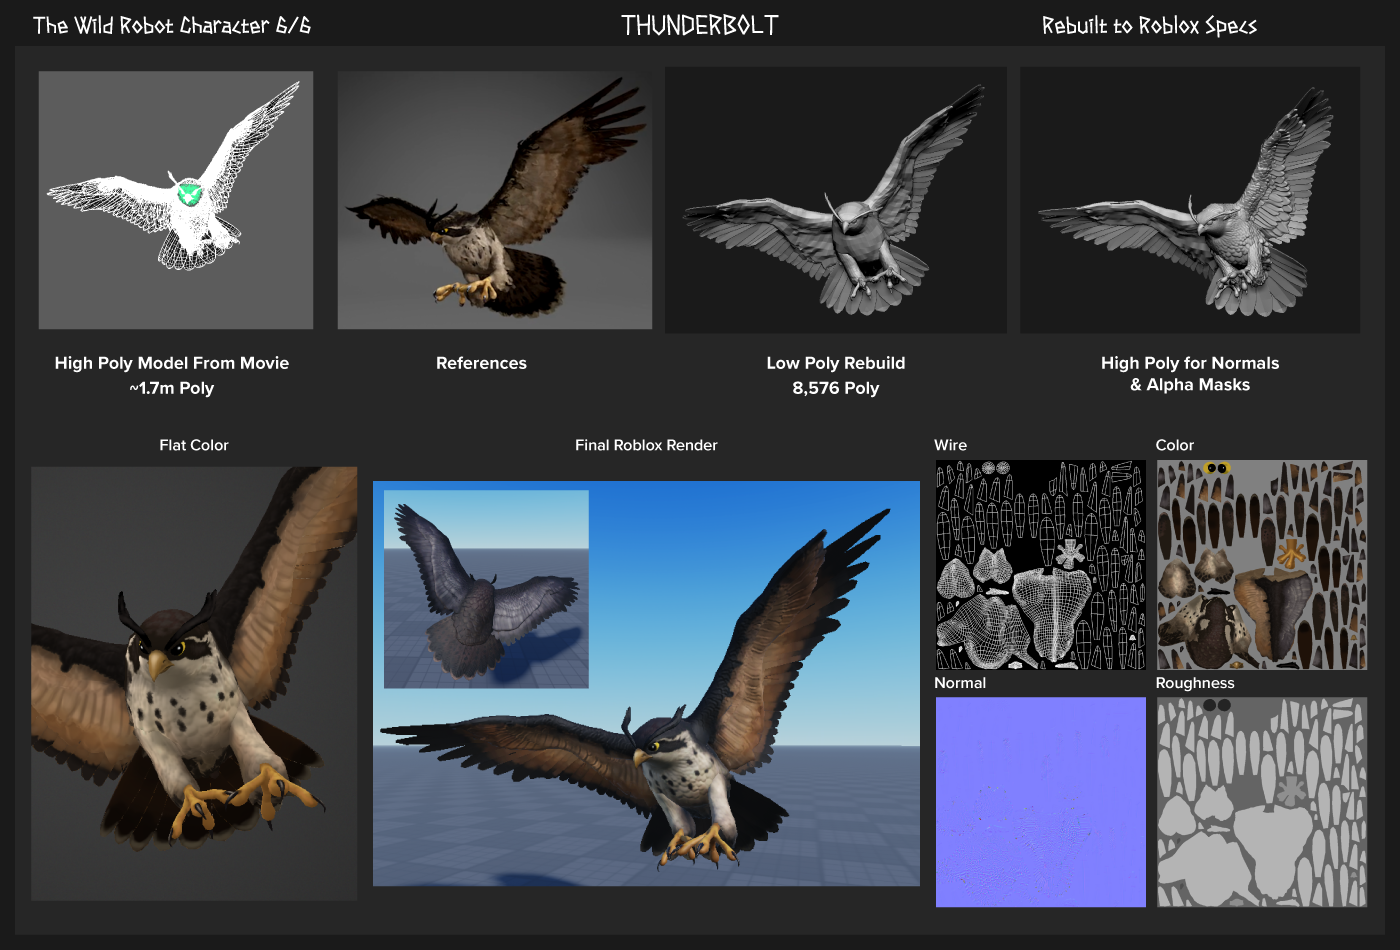 The Wild Robot Character 6/6
THUNDERBOLT
Rebuilt to Roblox Specs
High Poly Model From Movie
~1.7m Poly
References
Low Poly Rebuild
8,576 Poly
High Poly for Normals
& Alpha Masks
Flat Color
Final Roblox Render
Wire
Color
Normal
Roughness